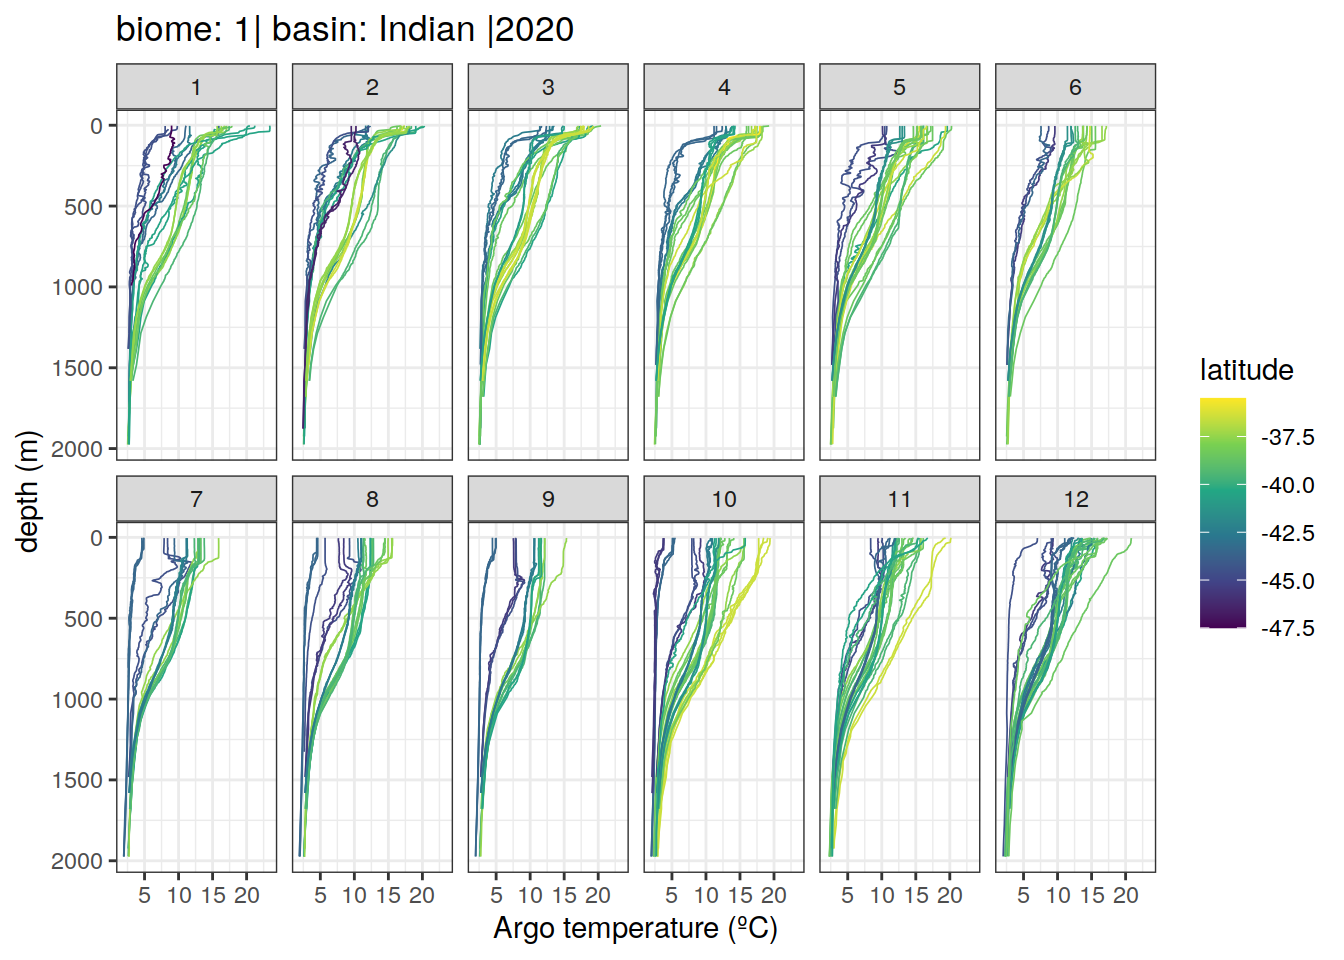 biome: 1| basin: Indian |2020
1 2 3 4 5 6
0
500
1000
1500
2000
7 8 9 10 11 12
0
500
1000
1500
2000
5 10 15 20 5 10 15 20 5 10 15 20 5 10 15 20 5 10 15 20 5 10 15 20
Argo temperature (ºC)
depth (m)
latitude
-37.5
-40.0
-42.5
-45.0
-47.5